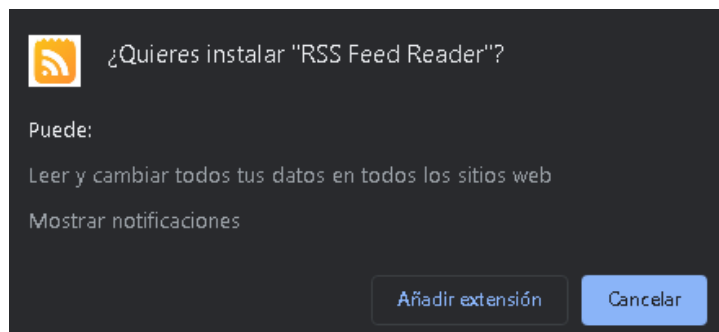 ¿Quieres instalar "RSS Feed Reader"?
Puede:
Leer y cambiar todos tus datos en todos los sitios web
Mostrar notificaciones
Añadir extensión
Cancelar